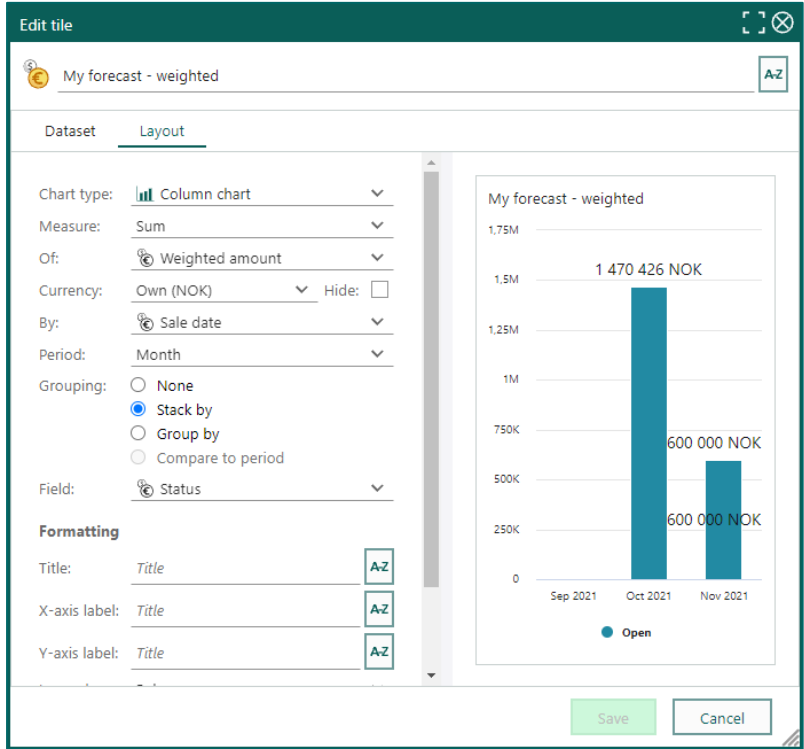 Edit tile
My forecast - weighted
A-Z
Dataset Layout
Chart type: Column chart
Measure: Sum
Of: Weighted amount
Currency: Own (NOK) Hide:
By: Sale date
Period: Month
Grouping: None
Stack by
Group by
Compare to period
Field: Status
Formatting
Title: Title A-Z
X-axis label: Title A-Z
Y-axis label: Title A-Z
My forecast - weighted
1,75M
1 470 426 NOK
1,5M
1,25M
1M
750K
600 000 NOK
500K
600 000 NOK
250K
0
Sep 2021 Oct 2021 Nov 2021
Open
Save Cancel